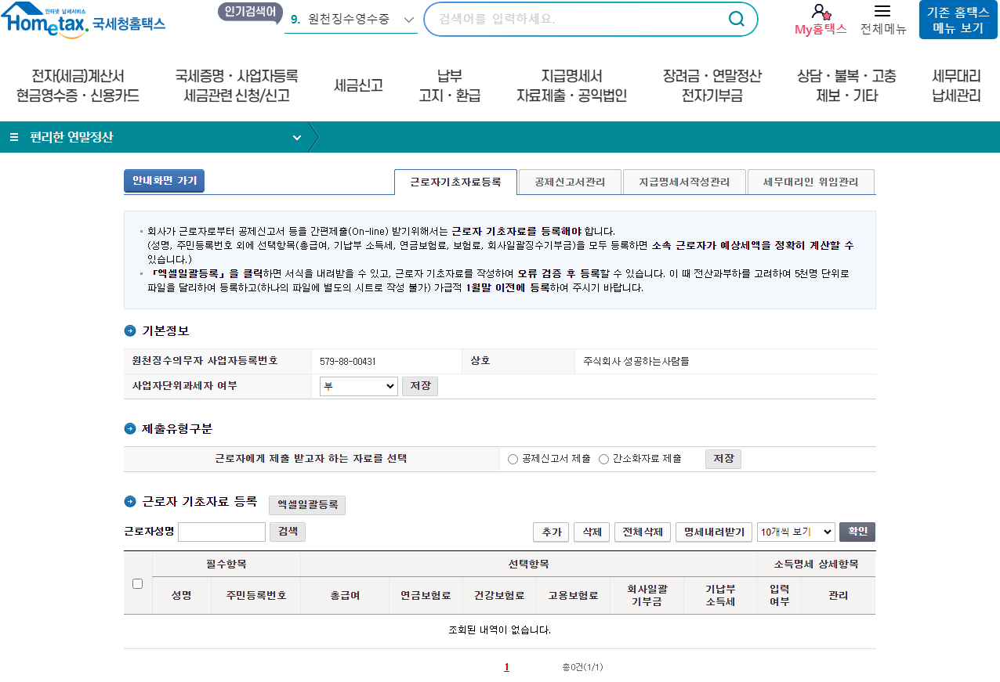 인터넷 납세서비스
Hometax. 국세청홈택스
인기검색어
9. 원천징수영수증
검색어를 입력하세요.
My홈택스
전체메뉴
기존 홈택스
메뉴 보기
전자(세금)계산서
현금영수증・신용카드
국세증명・사업자등록
세금관련 신청/신고
세금신고
납부
고지・환급
지급명세서
자료제출・공익법인
장려금・연말정산
전자기부금
상담・불복・고충
제보・기타
세무대리
납세관리
편리한 연말정산
안내화면 가기
근로자기초자료등록
공제신고서관리
지급명세서작성관리
세무대리인 위임관리
회사가 근로자로부터 공제신고서 등을 간편제출(On-line) 받기위해서는 근로자 기초자료를 등록해야 합니다.
(성명, 주민등록번호 외에 선택항목(총급여, 기납부 소득세, 연금보험료, 보험료, 회사일괄징수기부금)을 모두 등록하면 소속 근로자가 예상세액을 정확히 계산할 수
있습니다.)
「엑셀일괄등록」을 클릭하면 서식을 내려받을 수 있고, 근로자 기초자료를 작성하여 오류 검증 후 등록할 수 있습니다. 이 때 전산과부하를 고려하여 5천명 단위로
파일을 달리하여 등록하고(하나의 파일에 별도의 시트로 작성 불가) 가급적 1월말 이전에 등록하여 주시기 바랍니다.
기본정보
원천징수의무자 사업자등록번호
579-88-00431
상호
주식회사 성공하는사람들
사업자단위과세자 여부
부
저장
제출유형구분
근로자에게 제출 받고자 하는 자료를 선택
공제신고서 제출
간소화자료 제출
저장
근로자 기초자료 등록
엑셀일괄등록
근로자성명
검색
추가
삭제
전체삭제
명세내려받기
10개씩 보기
확인
필수항목
선택항목
소득명세 상세항목
성명
주민등록번호
총급여
연금보험료
건강보험료
고용보험료
회사일괄
기부금
기납부
소득세
입력
여부
관리
조회된 내역이 없습니다.
1
총0건(1/1)